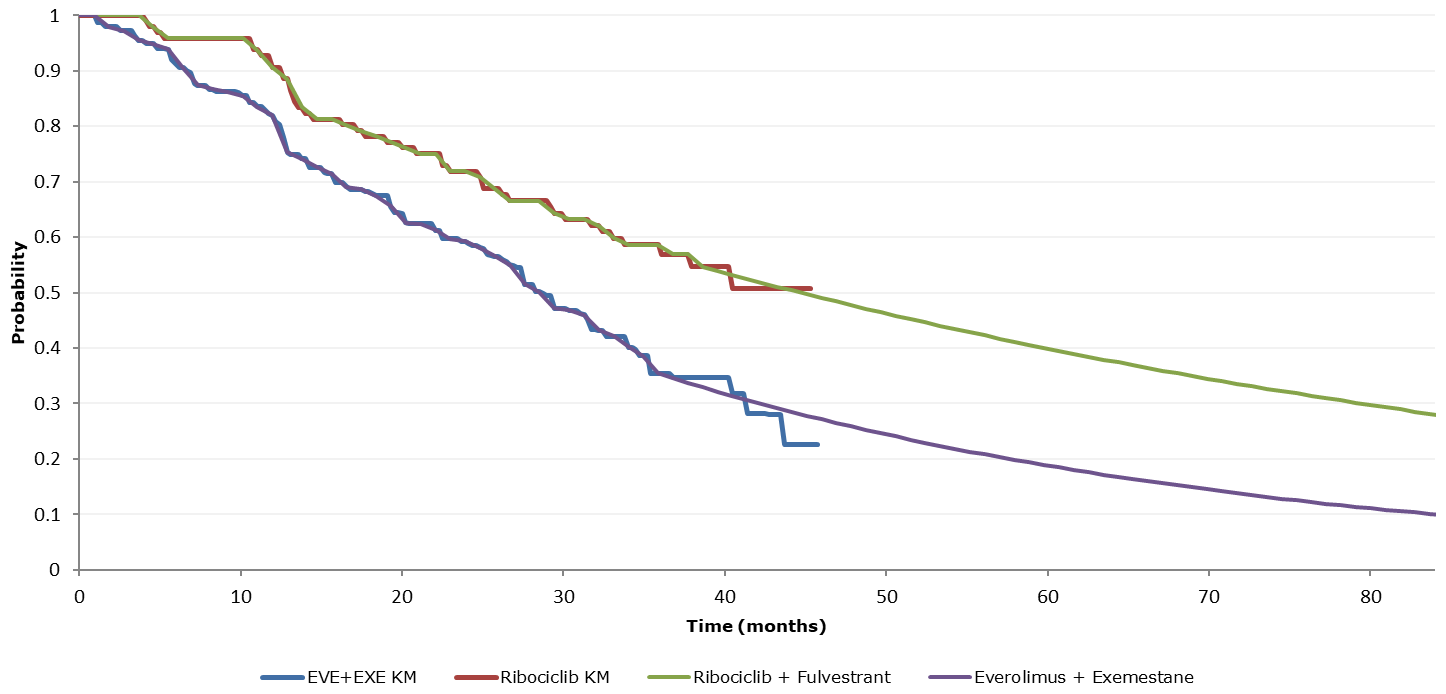 1
0.9
0.8
0.7
0.6
0.5
0.4
0.3
0.2
0.1
0
Probability
0 10 20 30 40 50 60 70 80
Time (months)
EVE+EXE KM Ribociclib KM Ribociclib + Fulvestrant Everolimus + Exemestane